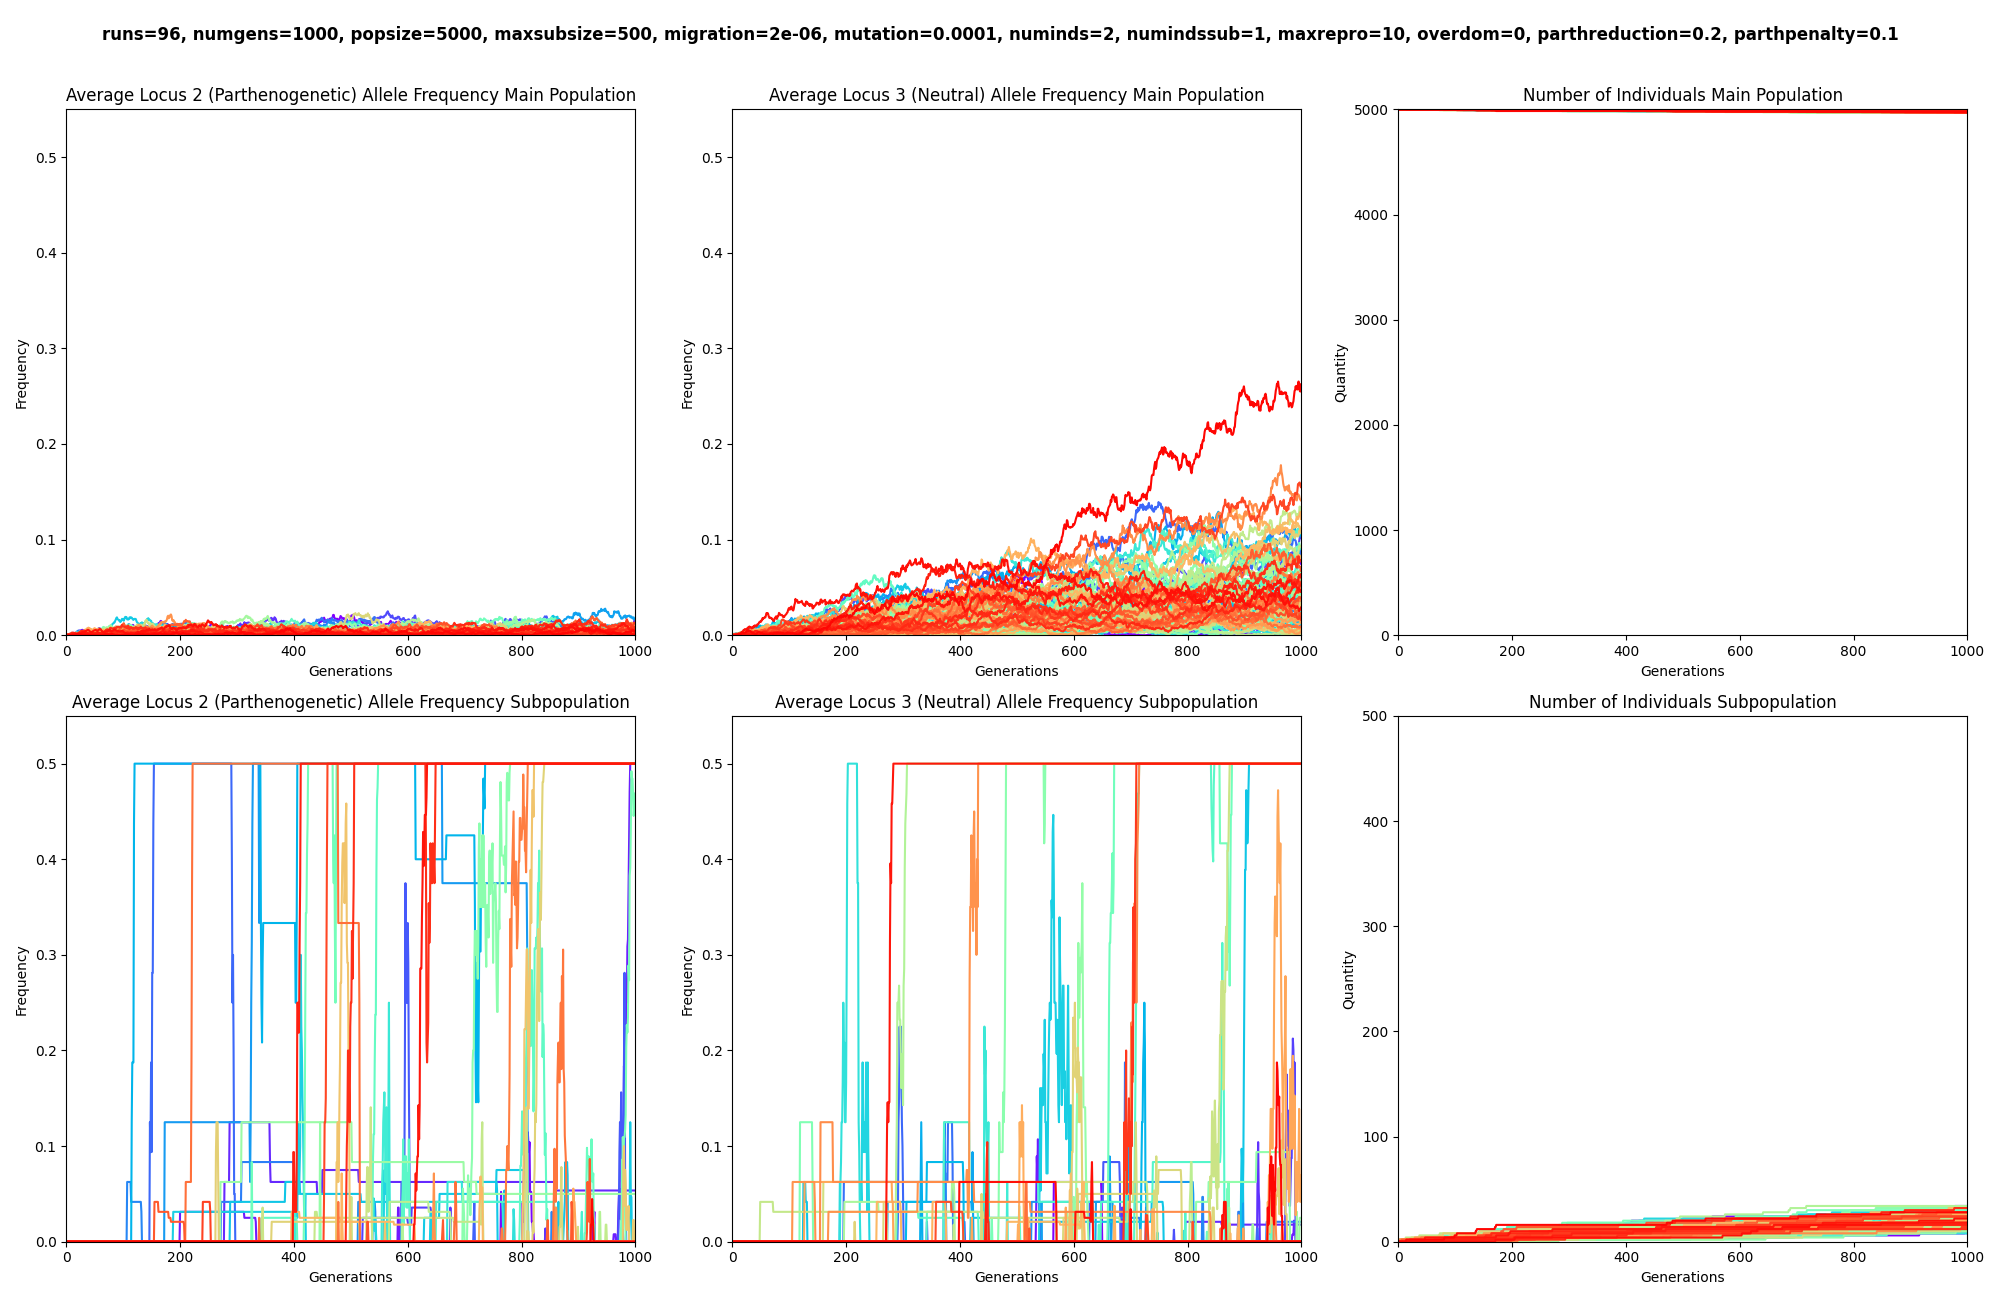 runs=96, numgens=1000, popsize=5000, maxsubsize=500, migration=2e-06, mutation=0.0001, numinds=2, numindssub=1, maxrepro=10, overdom=0, parthreduction=0.2, parthpenalty=0.1
Average Locus 2 (Parthenogenetic) Allele Frequency Main Population
Frequency
0.5
0.4
0.3
0.2
0.1
0.0
0 200 400 600 800 1000
Generations
Average Locus 3 (Neutral) Allele Frequency Main Population
Frequency
0.5
0.4
0.3
0.2
0.1
0.0
0 200 400 600 800 1000
Generations
Number of Individuals Main Population
Quantity
5000
4000
3000
2000
1000
0
0 200 400 600 800 1000
Generations
Average Locus 2 (Parthenogenetic) Allele Frequency Subpopulation
Frequency
0.5
0.4
0.3
0.2
0.1
0.0
0 200 400 600 800 1000
Generations
Average Locus 3 (Neutral) Allele Frequency Subpopulation
Frequency
0.5
0.4
0.3
0.2
0.1
0.0
0 200 400 600 800 1000
Generations
Number of Individuals Subpopulation
Quantity
500
400
300
200
100
0
0 200 400 600 800 1000
Generations